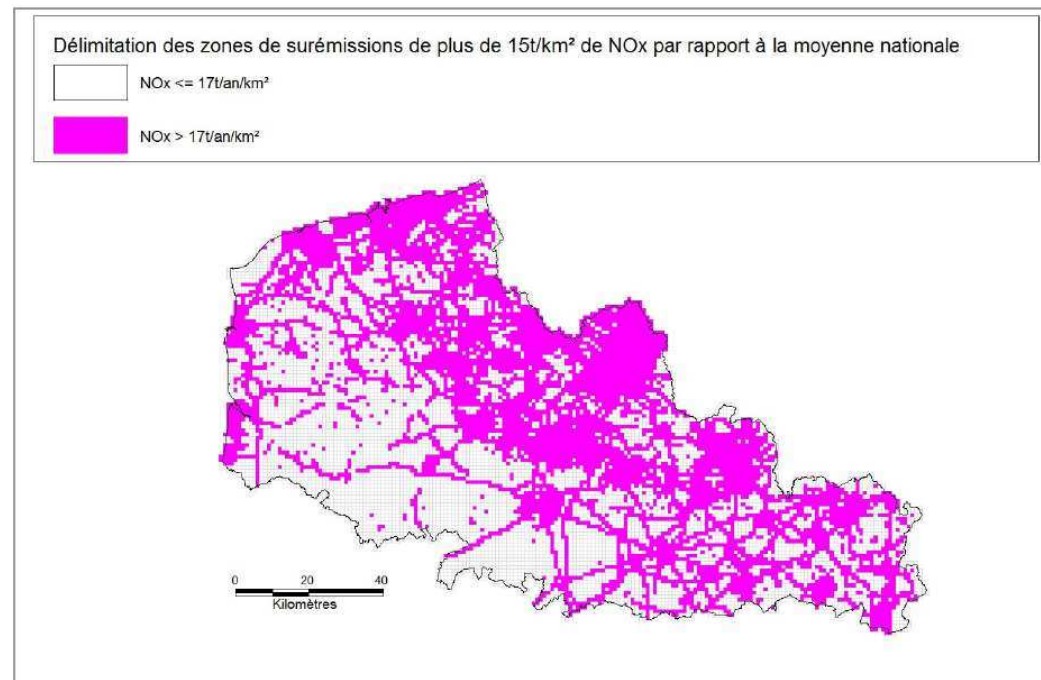 Délimitation des zones de surémissions de plus de 15t/km² de NOx par rapport à la moyenne nationale
NOx <= 17t/an/km²
NOx > 17t/an/km²
0 20 40
Kilomètres